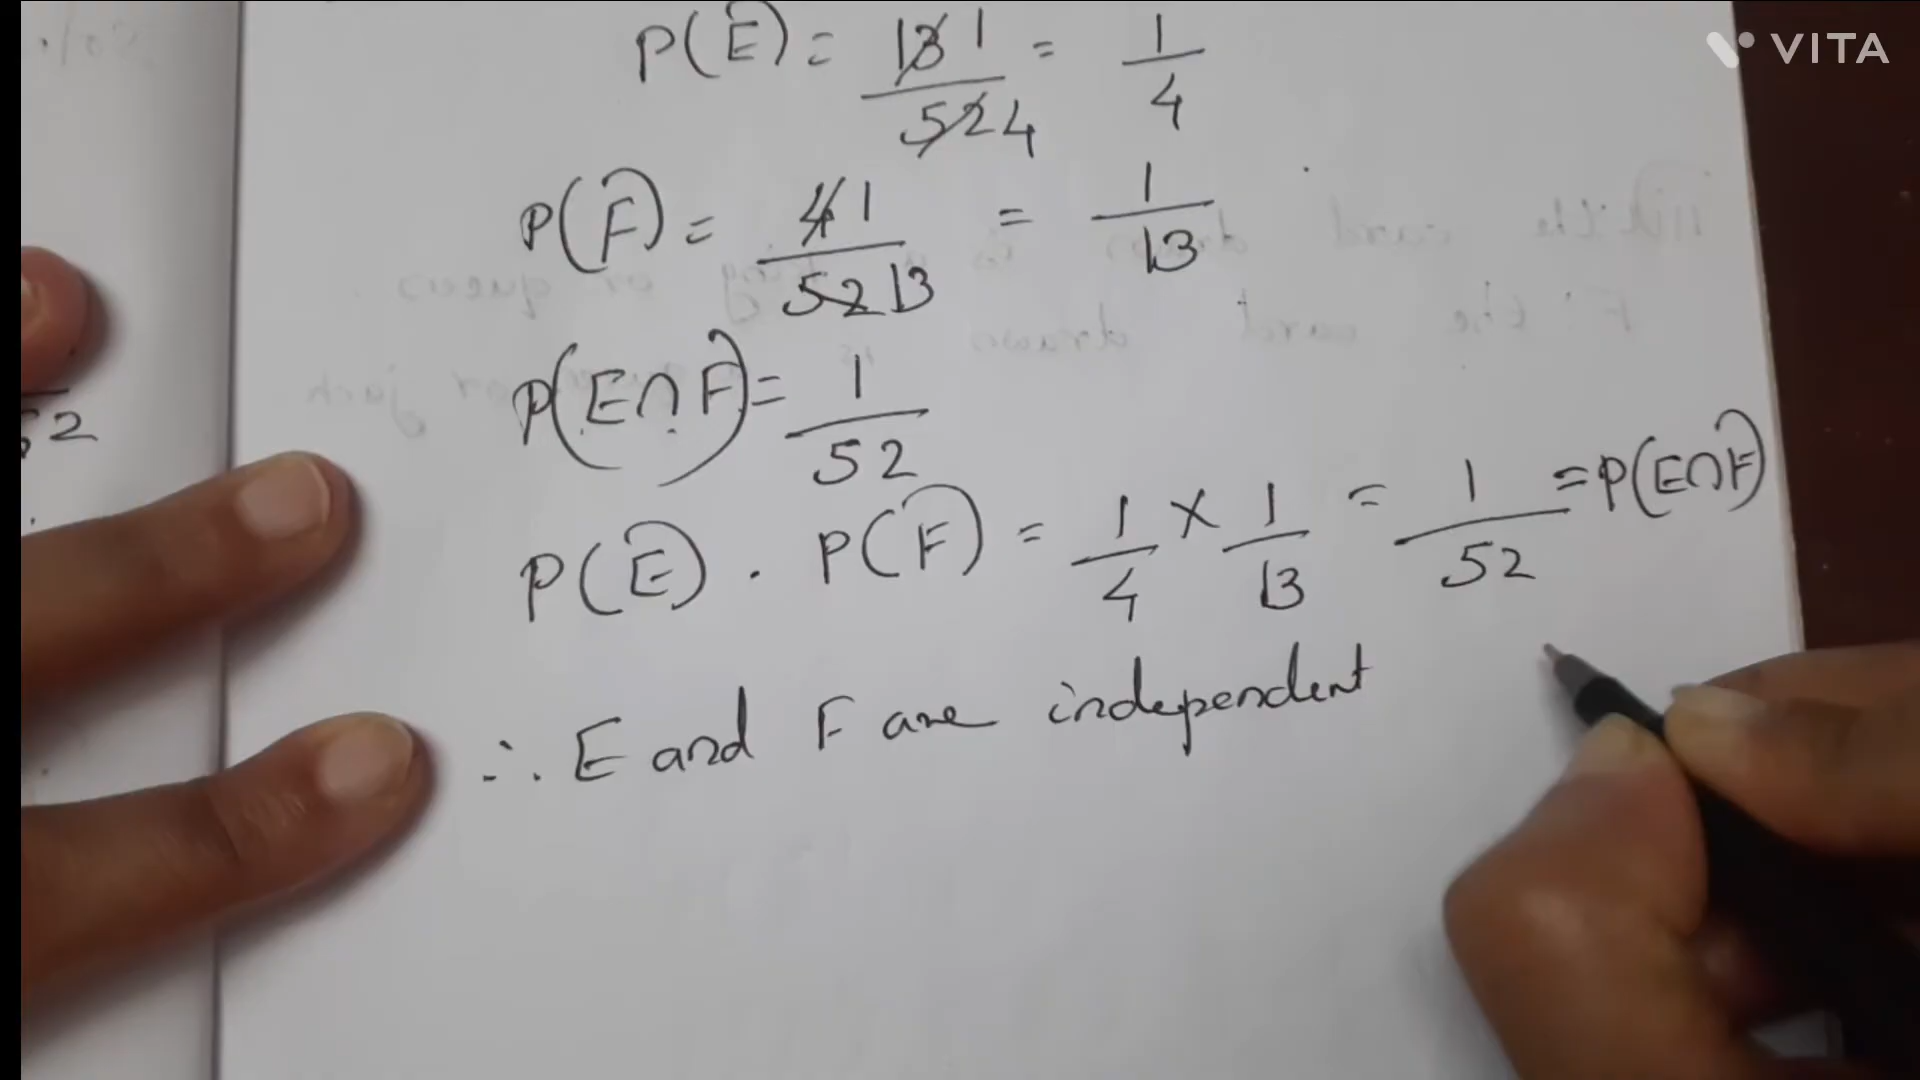 VITA
P(E) = 13 1 / 52 4 = 1/4
P(F) = 4 1 / 52 13 = 1/13
P(E∩F) = 1/52
52
P(E) . P(F) = 1/4 × 1/13 = 1/52 = P(E∩F)
∴ E and F are independent